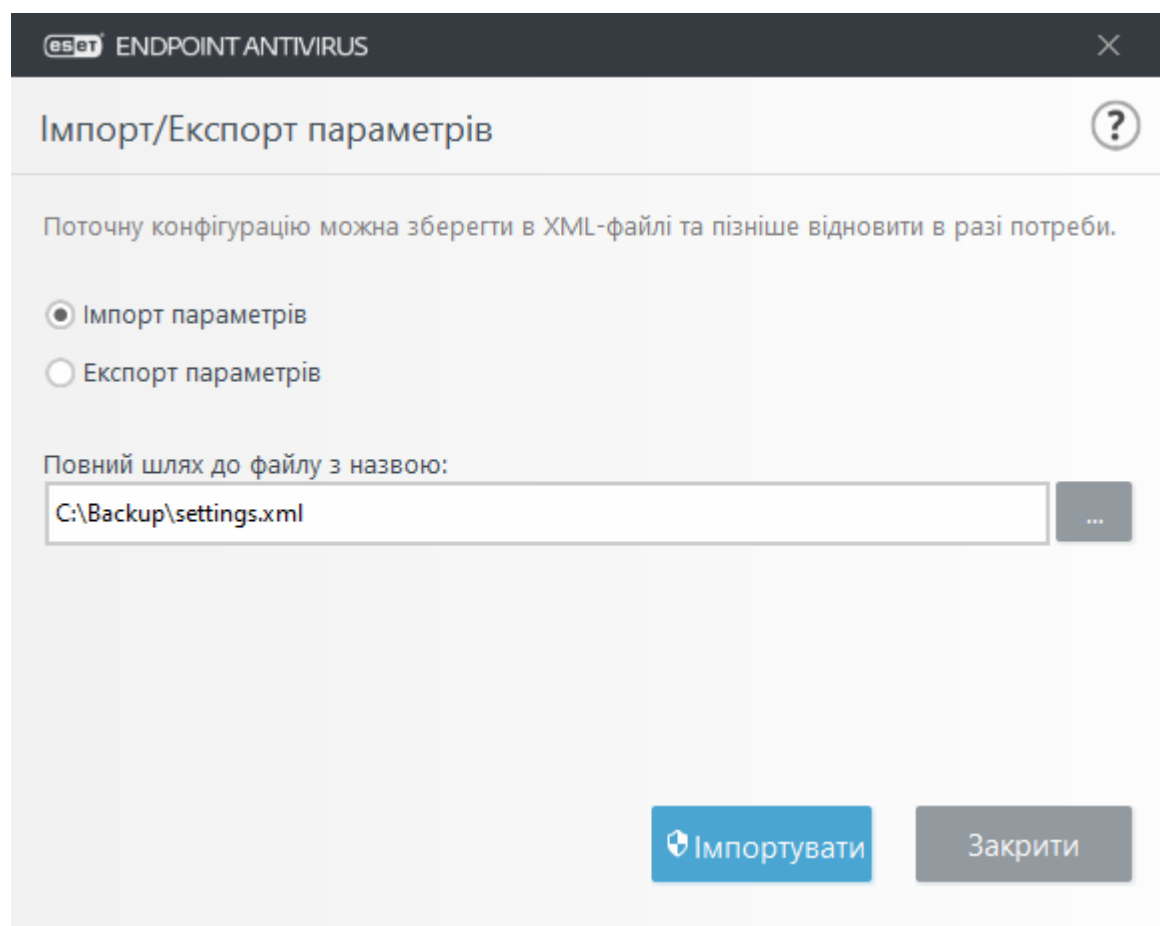 eseт ENDPOINT ANTIVIRUS
Імпорт/Експорт параметрів
?
Поточну конфігурацію можна зберегти в XML-файлі та пізніше відновити в разі потреби.
Імпорт параметрів
Експорт параметрів
Повний шлях до файлу з назвою:
C:\Backup\settings.xml
...
Імпортувати
Закрити